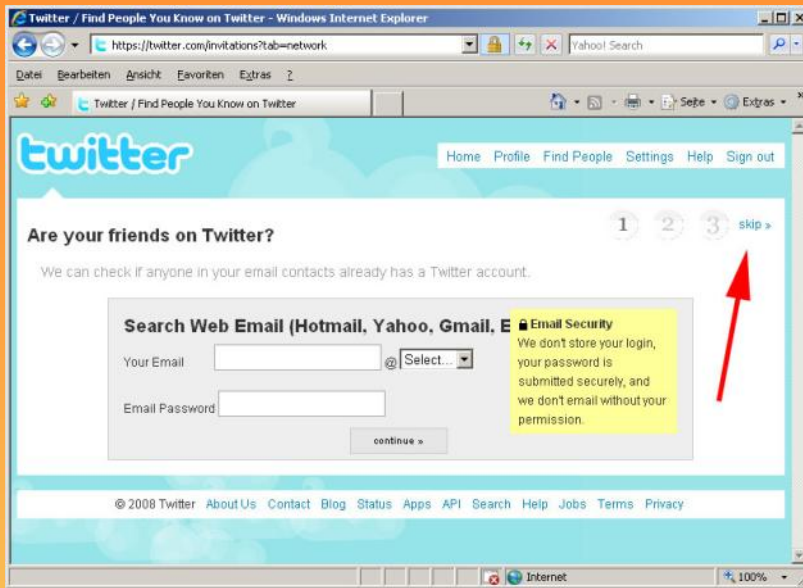 Twitter / Find People You Know on Twitter - Windows Internet Explorer
https://twitter.com/invitations?tab=network
Yahoo! Search
Datei Bearbeiten Ansicht Favoriten Extras ?
Twitter / Find People You Know on Twitter
Seite Extras
twitter
Home Profile Find People Settings Help Sign out
1 2 3 skip »
Are your friends on Twitter?
We can check if anyone in your email contacts already has a Twitter account.
Search Web Email (Hotmail, Yahoo, Gmail, E
Your Email @ Select...
Email Password
continue »
Email Security
We don't store your login,
your password is
submitted securely, and
we don't email without your
permission.
© 2008 Twitter About Us Contact Blog Status Apps API Search Help Jobs Terms Privacy
Internet 100%